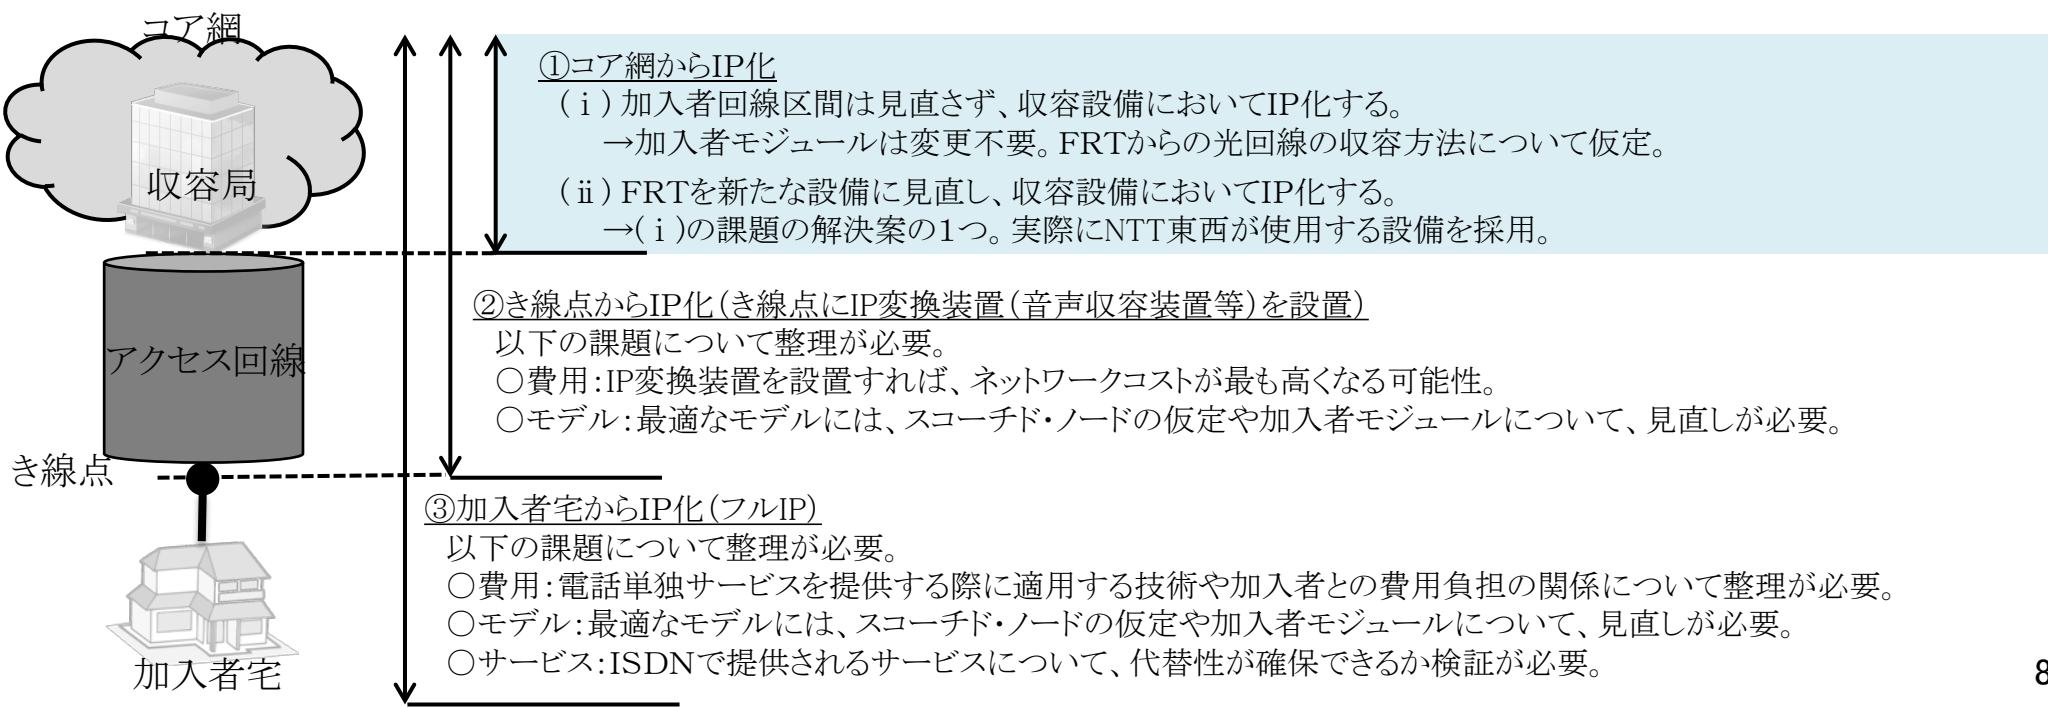 コア網
収容局
アクセス回線
き線点
加入者宅
①コア網からIP化
(ⅰ)加入者回線区間は見直さず、収容設備においてIP化する。
→加入者モジュールは変更不要。FRTからの光回線の収容方法について仮定。
(ⅱ)FRTを新たな設備に見直し、収容設備においてIP化する。
→(ⅰ)の課題の解決案の１つ。実際にNTT東西が使用する設備を採用。
②き線点からIP化(き線点にIP変換装置(音声収容装置等)を設置)
以下の課題について整理が必要。
○費用：IP変換装置を設置すれば、ネットワークコストが最も高くなる可能性。
○モデル：最適なモデルには、スコーチド・ノードの仮定や加入者モジュールについて、見直しが必要。
③加入者宅からIP化(フルIP)
以下の課題について整理が必要。
○費用：電話単独サービスを提供する際に適用する技術や加入者との費用負担の関係について整理が必要。
○モデル：最適なモデルには、スコーチド・ノードの仮定や加入者モジュールについて、見直しが必要。
○サービス：ISDNで提供されるサービスについて、代替性が確保できるか検証が必要。
8